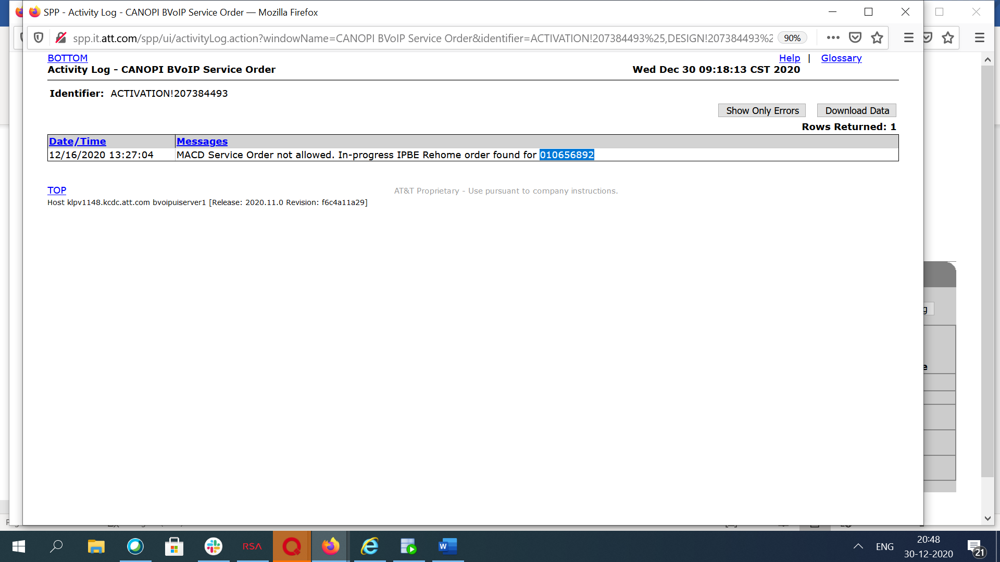 SPP - Activity Log - CANOPI BVoIP Service Order — Mozilla Firefox
spp.it.att.com/spp/ui/activityLog.action?windowName=CANOPI BVoIP Service Order&identifier=ACTIVATION!207384493%25,DESIGN!207384493%2
90%
BOTTOM
Help | Glossary
Activity Log - CANOPI BVoIP Service Order
Wed Dec 30 09:18:13 CST 2020
Identifier: ACTIVATION!207384493
Show Only Errors
Download Data
Rows Returned: 1
Date/Time Messages
12/16/2020 13:27:04 MACD Service Order not allowed. In-progress IPBE Rehome order found for 010656892
TOP
AT&T Proprietary - Use pursuant to company instructions.
Host klpv1148.kcdc.att.com bvoipuiserver1 [Release: 2020.11.0 Revision: f6c4a11a29]
g
e
RSA
W
ENG
20:48
30-12-2020
21